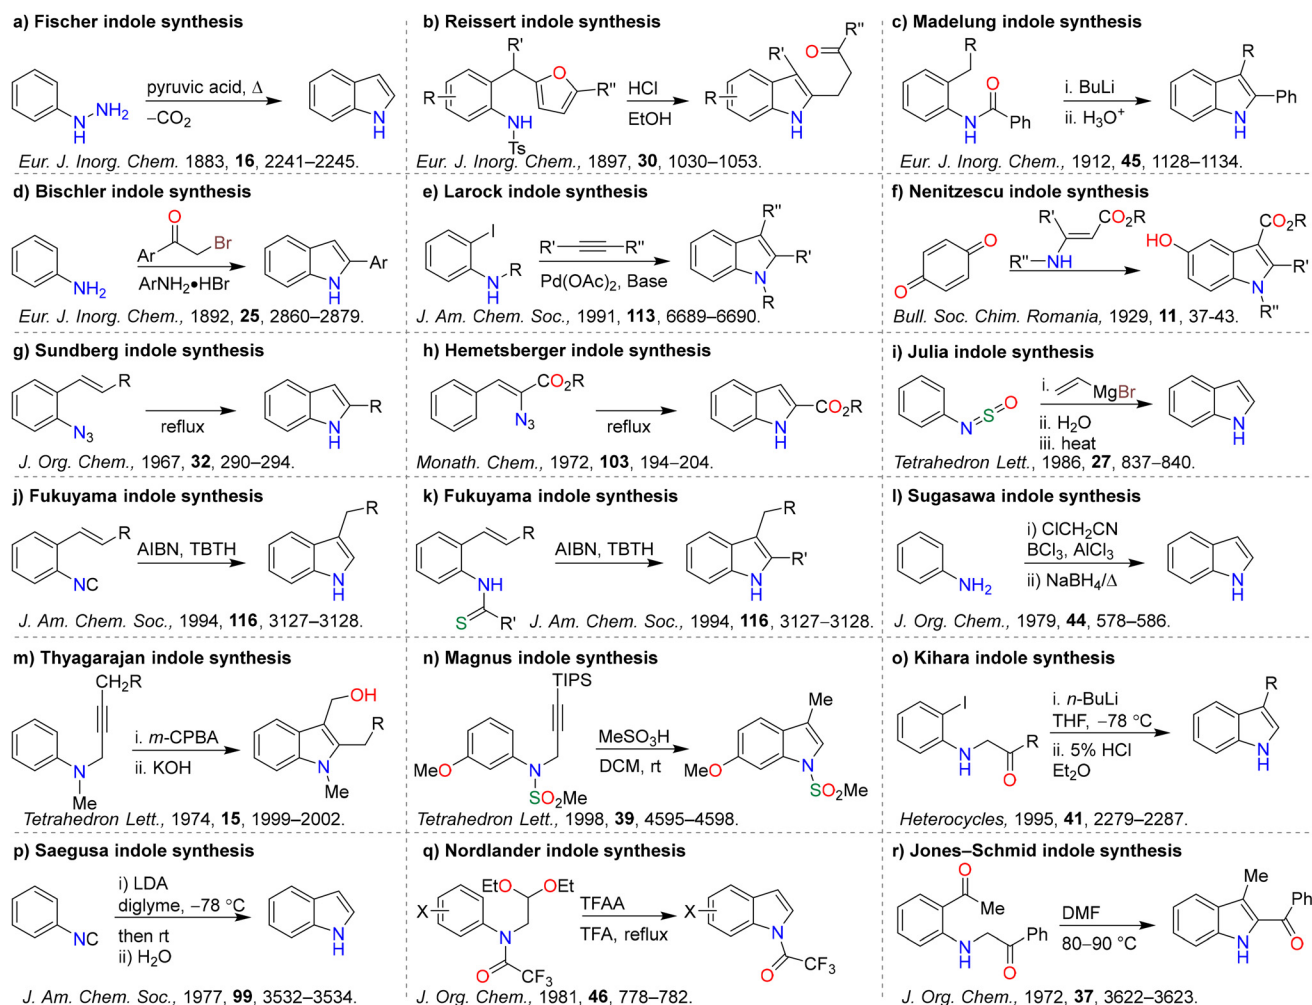 a) Fischer indole synthesis
N
H
NH2
pyruvic acid, Δ
−CO2
N
H
Eur. J. Inorg. Chem. 1883, 16, 2241–2245.
b) Reissert indole synthesis
R'
O
R''
R
NH
Ts
HCl
EtOH
R''
O
R'
R
N
H
Eur. J. Inorg. Chem., 1897, 30, 1030–1053.
c) Madelung indole synthesis
R
O
N
H
Ph
i. BuLi
ii. H3O+
R
Ph
N
H
Eur. J. Inorg. Chem., 1912, 45, 1128–1134.
d) Bischler indole synthesis
NH2
O
Ar
Br
ArNH2•HBr
Ar
N
H
Eur. J. Inorg. Chem., 1892, 25, 2860–2879.
e) Larock indole synthesis
I
N
H
R
R'
R''
Pd(OAc)2, Base
R''
R'
N
R
J. Am. Chem. Soc., 1991, 113, 6689–6690.
f) Nenitzescu indole synthesis
O
O
R'
CO2R
R''
NH
HO
CO2R
R'
N
R''
Bull. Soc. Chim. Romania, 1929, 11, 37-43.
g) Sundberg indole synthesis
R
N3
reflux
R
N
H
J. Org. Chem., 1967, 32, 290–294.
h) Hemetsberger indole synthesis
CO2R
N3
reflux
CO2R
N
H
Monath. Chem., 1972, 103, 194–204.
i) Julia indole synthesis
N
S
O
i.
MgBr
ii. H2O
iii. heat
N
H
Tetrahedron Lett., 1986, 27, 837–840.
j) Fukuyama indole synthesis
R
NC
AIBN, TBTH
R
N
H
J. Am. Chem. Soc., 1994, 116, 3127–3128.
k) Fukuyama indole synthesis
R
NH
S
R'
AIBN, TBTH
R
R'
N
H
J. Am. Chem. Soc., 1994, 116, 3127–3128.
l) Sugasawa indole synthesis
NH2
i) ClCH2CN
BCl3, AlCl3
ii) NaBH4/Δ
N
H
J. Org. Chem., 1979, 44, 578–586.
m) Thyagarajan indole synthesis
CH2R
N
Me
i. m-CPBA
ii. KOH
OH
R
N
Me
Tetrahedron Lett., 1974, 15, 1999–2002.
n) Magnus indole synthesis
TIPS
MeO
N
SO2Me
MeSO3H
DCM, rt
Me
MeO
N
SO2Me
Tetrahedron Lett., 1998, 39, 4595–4598.
o) Kihara indole synthesis
I
N
H
R
O
i. n-BuLi
THF, −78 °C
ii. 5% HCl
Et2O
R
N
H
Heterocycles, 1995, 41, 2279–2287.
p) Saegusa indole synthesis
NC
i) LDA
diglyme, −78 °C
then rt
ii) H2O
N
H
J. Am. Chem. Soc., 1977, 99, 3532–3534.
q) Nordlander indole synthesis
EtO
OEt
X
N
O
CF3
TFAA
TFA, reflux
X
N
O
CF3
J. Org. Chem., 1981, 46, 778–782.
r) Jones–Schmid indole synthesis
O
Me
N
H
Ph
O
DMF
80–90 °C
Me
Ph
N
H
O
J. Org. Chem., 1972, 37, 3622–3623.